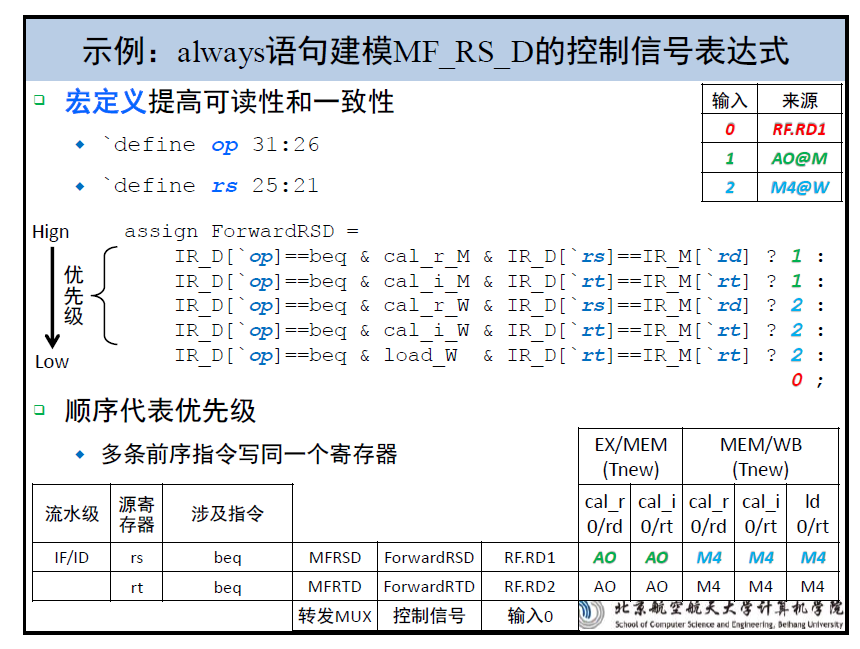 示例：always语句建模MF_RS_D的控制信号表达式
宏定义提高可读性和一致性
`define op 31:26
`define rs 25:21
输入 来源
0 RF.RD1
1 AO@M
2 M4@W
Hign
优先级
Low
assign ForwardRSD =
IR_D[`op]==beq & cal_r_M & IR_D[`rs]==IR_M[`rd] ? 1 :
IR_D[`op]==beq & cal_i_M & IR_D[`rt]==IR_M[`rt] ? 1 :
IR_D[`op]==beq & cal_r_W & IR_D[`rs]==IR_M[`rd] ? 2 :
IR_D[`op]==beq & cal_i_W & IR_D[`rt]==IR_M[`rt] ? 2 :
IR_D[`op]==beq & load_W & IR_D[`rt]==IR_M[`rt] ? 2 :
0 ;
顺序代表优先级
多条前序指令写同一个寄存器
EX/MEM MEM/WB
(Tnew) (Tnew)
流水级 源寄存器 涉及指令 cal_r cal_i cal_r cal_i ld
0/rd 0/rt 0/rd 0/rt 0/rt
IF/ID rs beq MFRSD ForwardRSD RF.RD1 AO AO M4 M4 M4
rt beq MFRTD ForwardRTD RF.RD2 AO AO M4 M4 M4
转发MUX 控制信号 输入0
北京航空航天大学计算机学院
School of Computer Science and Engineering, Beihang University